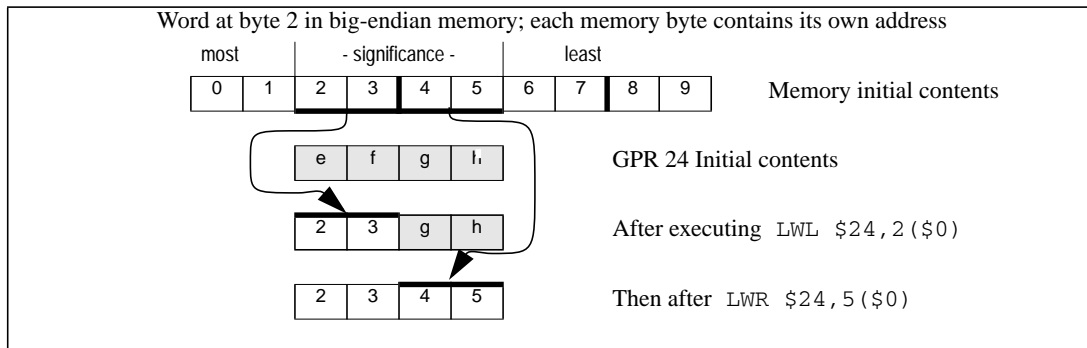 Word at byte 2 in big-endian memory; each memory byte contains its own address
most - significance - least
0 1 2 3 4 5 6 7 8 9 Memory initial contents
e f g h GPR 24 Initial contents
2 3 g h After executing LWL $24,2($0)
2 3 4 5 Then after LWR $24,5($0)